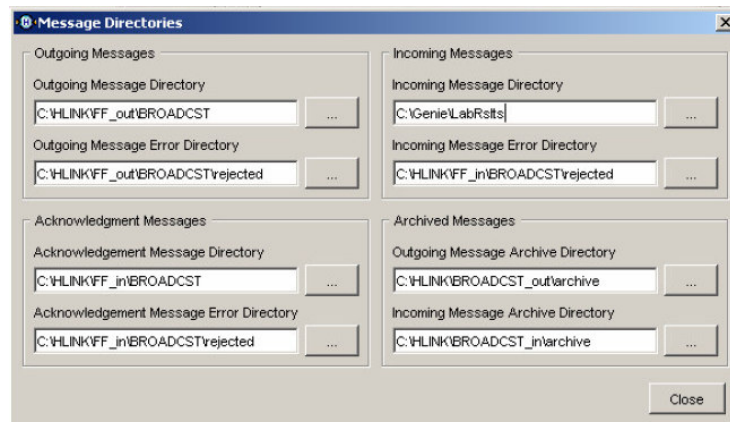 Message Directories
Outgoing Messages
Outgoing Message Directory
C:\HLINK\FF_out\BROADCST
...
Outgoing Message Error Directory
C:\HLINK\FF_out\BROADCST\rejected
...
Incoming Messages
Incoming Message Directory
C:\Genie\LabRslts
...
Incoming Message Error Directory
C:\HLINK\FF_in\BROADCST\rejected
...
Acknowledgment Messages
Acknowledgement Message Directory
C:\HLINK\FF_in\BROADCST
...
Acknowledgement Message Error Directory
C:\HLINK\FF_in\BROADCST\rejected
...
Archived Messages
Outgoing Message Archive Directory
C:\HLINK\BROADCST_out\archive
...
Incoming Message Archive Directory
C:\HLINK\BROADCST_in\archive
...
Close